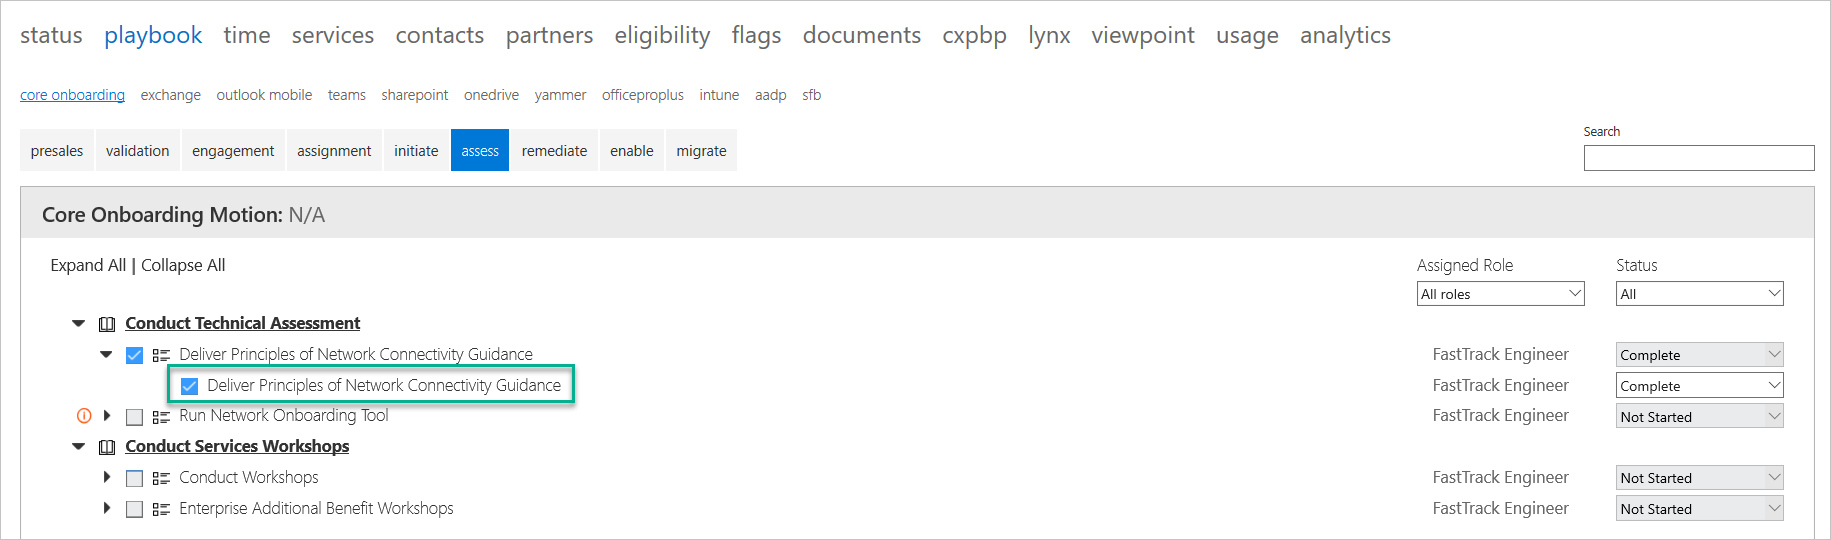 status playbook time services contacts partners eligibility flags documents cxpbp lynx viewpoint usage analytics
core onboarding exchange outlook mobile teams sharepoint onedrive yammer officeproplus intune aadp sfb
Search
presales validation engagement assignment initiate assess remediate enable migrate
Core Onboarding Motion: N/A
Expand All | Collapse All Assigned Role Status
All roles All
Conduct Technical Assessment
Deliver Principles of Network Connectivity Guidance FastTrack Engineer Complete
Deliver Principles of Network Connectivity Guidance FastTrack Engineer Complete
Run Network Onboarding Tool FastTrack Engineer Not Started
Conduct Services Workshops
Conduct Workshops FastTrack Engineer Not Started
Enterprise Additional Benefit Workshops FastTrack Engineer Not Started